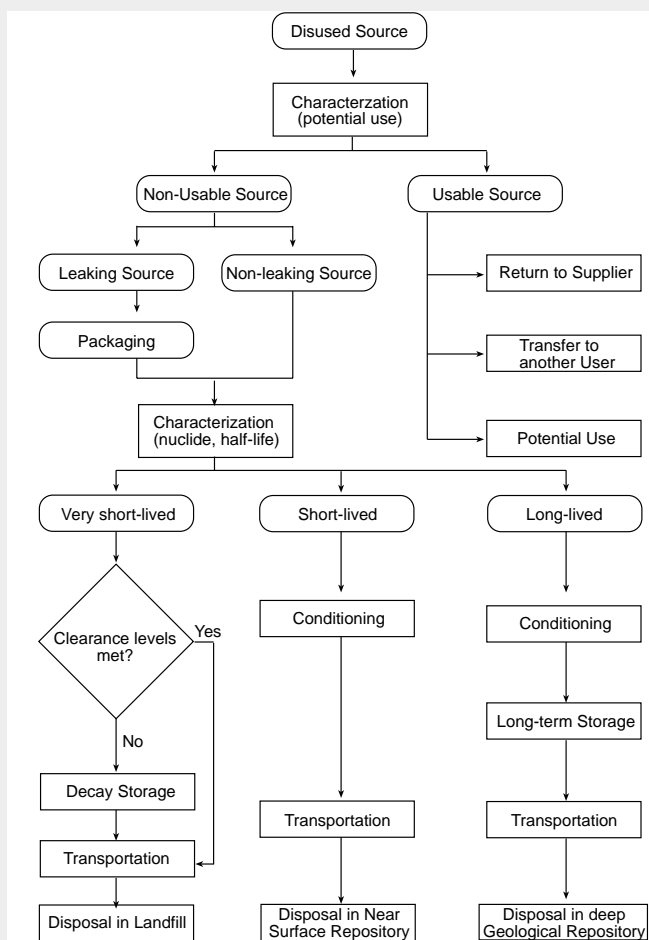 Disused Source
Characterzation
(potential use)
Non-Usable Source
Usable Source
Leaking Source
Non-leaking Source
Return to Supplier
Packaging
Transfer to
another User
Characterization
(nuclide, half-life)
Potential Use
Very short-lived
Short-lived
Long-lived
Clearance levels
met?
Yes
Conditioning
Conditioning
No
Long-term Storage
Decay Storage
Transportation
Transportation
Transportation
Disposal in Landfill
Disposal in Near
Surface Repository
Disposal in deep
Geological Repository